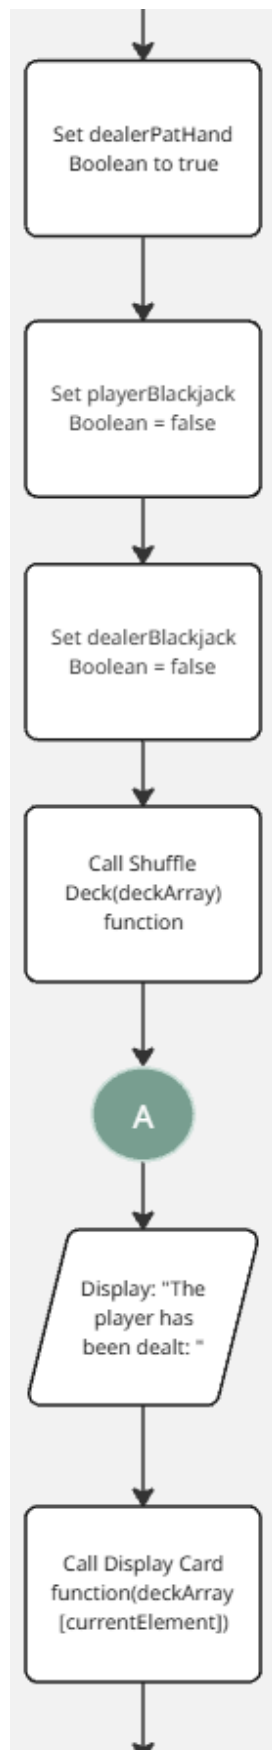 Set dealerPatHand
Boolean to true
Set playerBlackjack
Boolean = false
Set dealerBlackjack
Boolean = false
Call Shuffle
Deck(deckArray)
function
A
Display: "The
player has
been dealt: "
Call Display Card
function(deckArray
[currentElement])